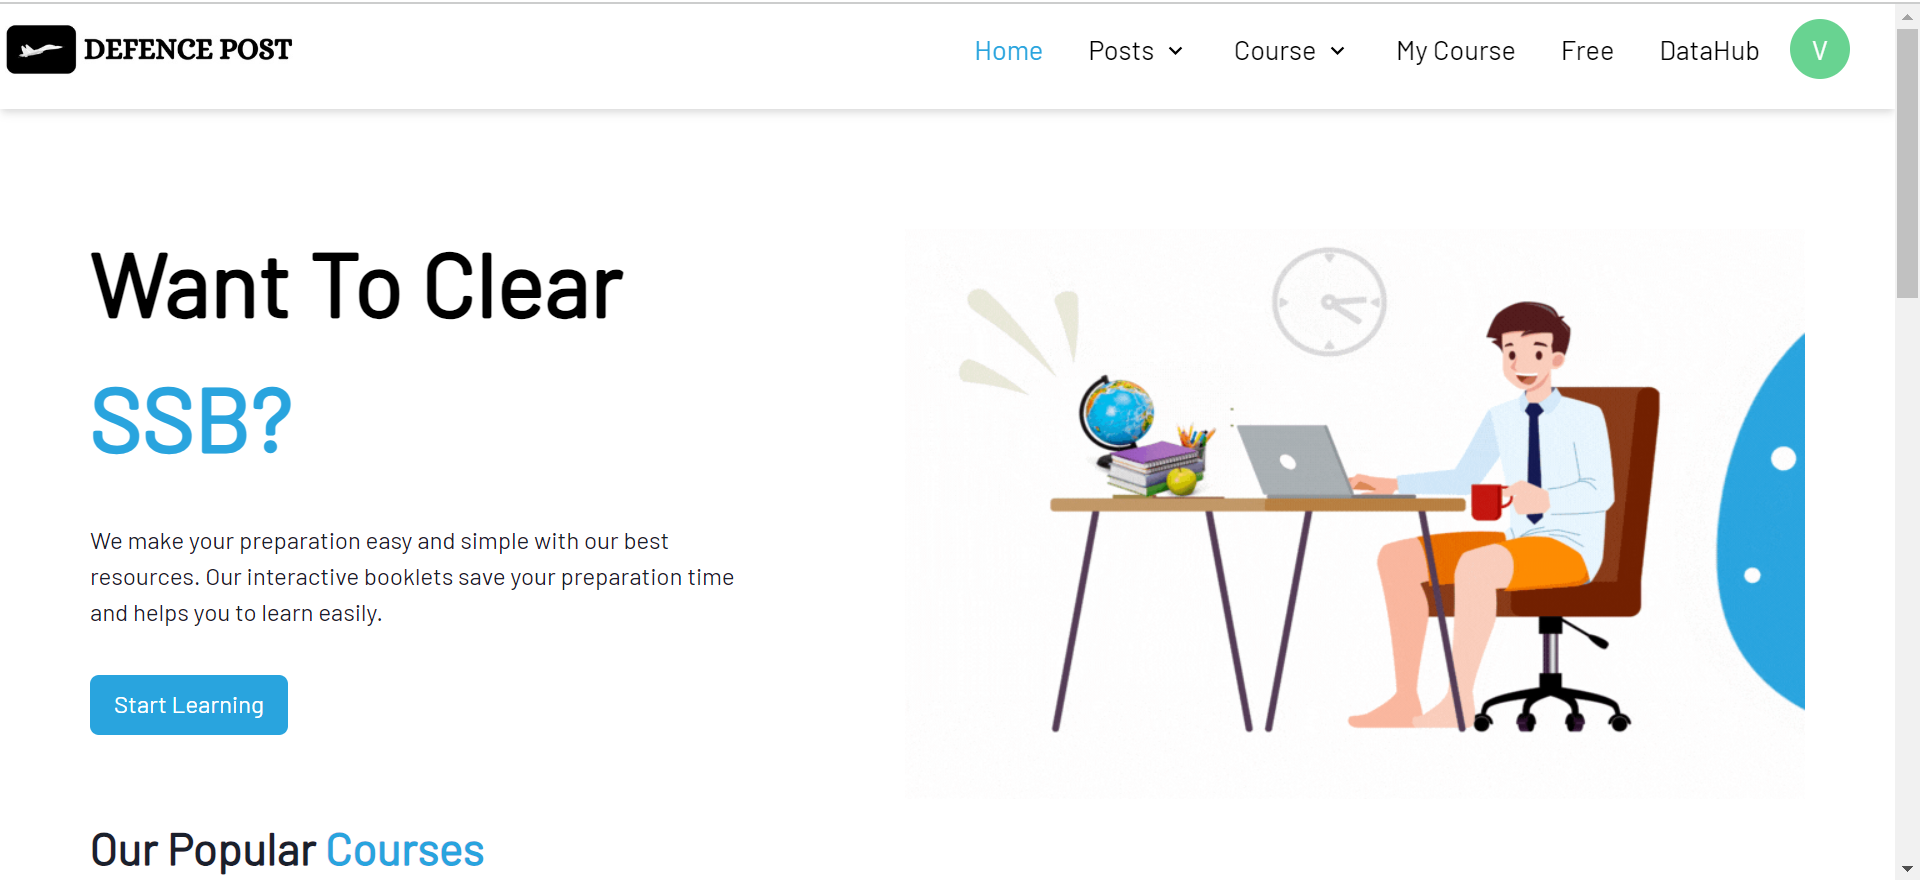 DEFENCE POST
Home Posts Course My Course Free DataHub V
Want To Clear
SSB?
We make your preparation easy and simple with our best
resources. Our interactive booklets save your preparation time
and helps you to learn easily.
Start Learning
Our Popular Courses